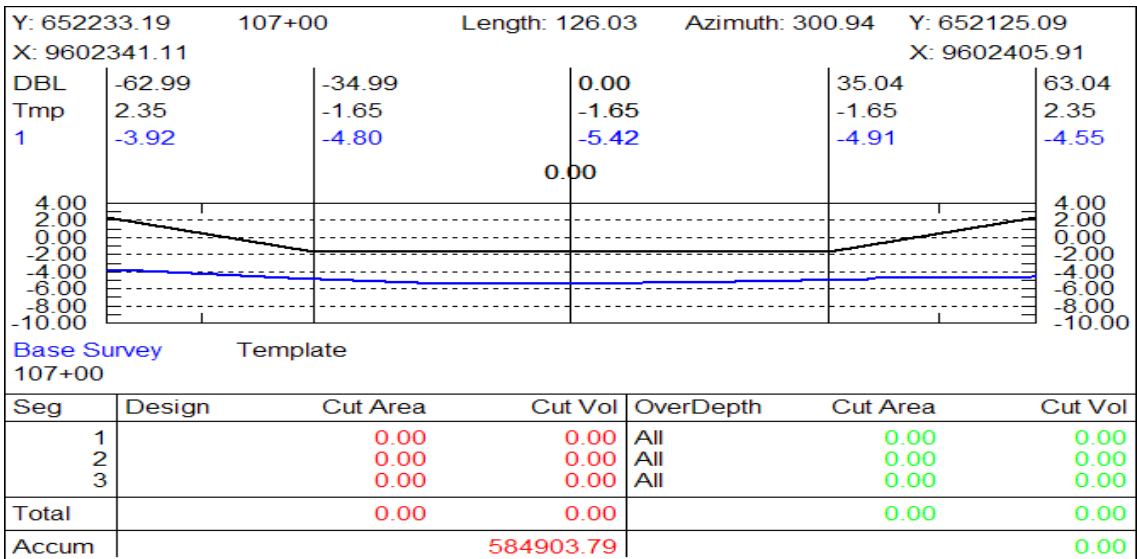 Y: 652233.19 107+00 Length: 126.03 Azimuth: 300.94 Y: 652125.09
X: 9602341.11 X: 9602405.91
DBL -62.99 -34.99 0.00 35.04 63.04
Tmp 2.35 -1.65 -1.65 -1.65 2.35
1 -3.92 -4.80 -5.42 -4.91 -4.55
0.00
4.00 4.00
2.00 2.00
0.00 0.00
-2.00 -2.00
-4.00 -4.00
-6.00 -6.00
-8.00 -8.00
-10.00 -10.00
Base Survey Template
107+00
Seg Design Cut Area Cut Vol OverDepth Cut Area Cut Vol
1 0.00 0.00 All 0.00 0.00
2 0.00 0.00 All 0.00 0.00
3 0.00 0.00 All 0.00 0.00
Total 0.00 0.00 0.00 0.00
Accum 584903.79 0.00